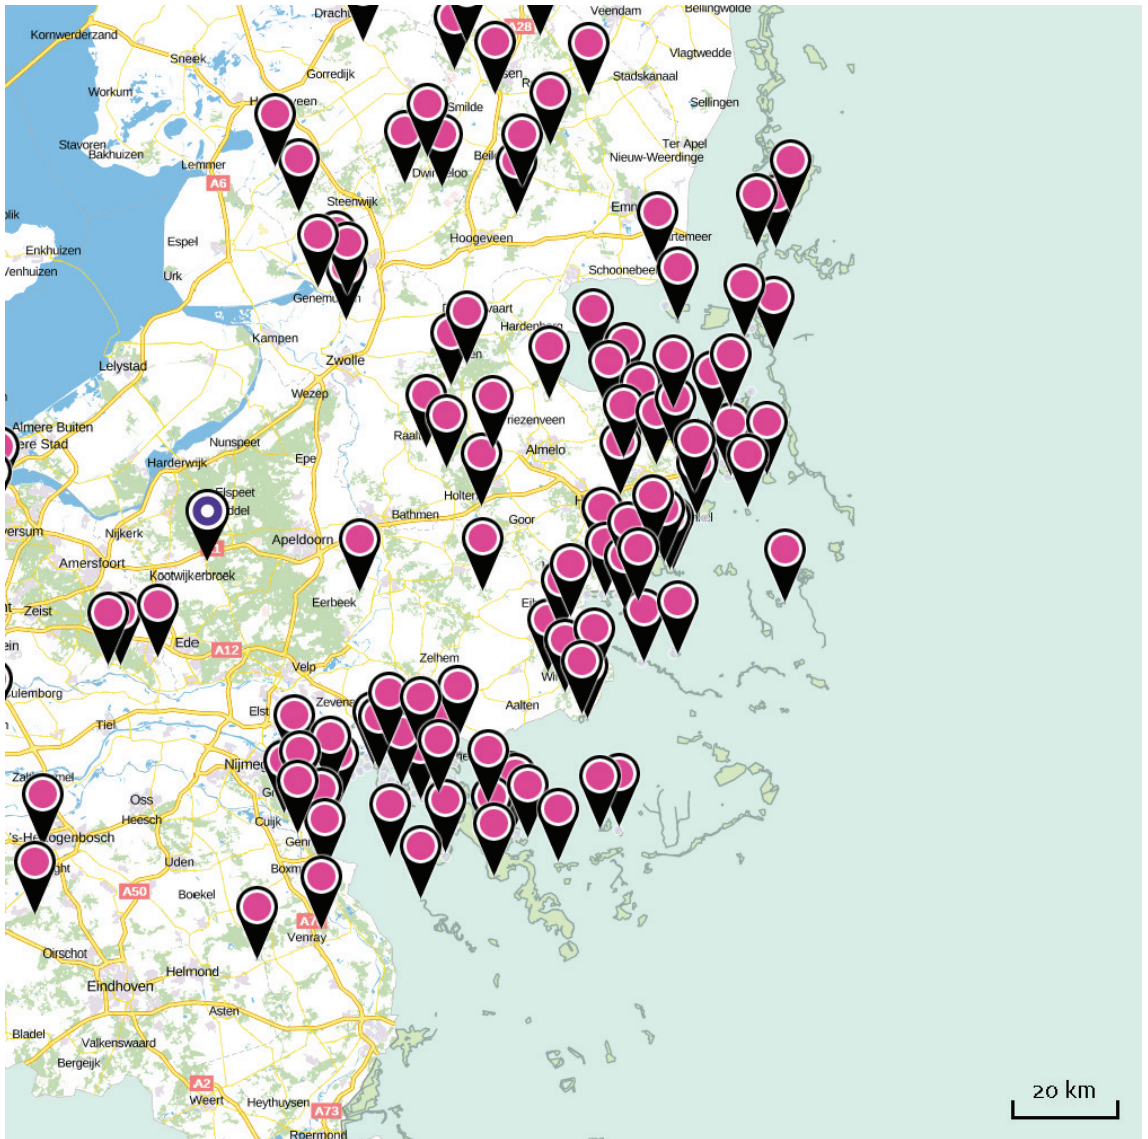 Bellingwolde
Veendam
Kornwerderzand
A28
Sneek
Vlagtwedde
Gorredijk
Stadskanaal
Workum
Sellingen
Smilde
Stavoren
Bakhuizen
Ter Apel
Nieuw-Weerdinge
Lemmer
A6
Steenwijk
Espel
Hoogeveen
Enkhuizen
Urk
Genemuiden
Hardenberg
Kampen
Zwolle
Lelystad
Wezep
Almere Buiten
Nunspeet
Almelo
Harderwijk
Epe
Elspeet
Holten
Bathmen
Goor
Nijkerk
Apeldoorn
Amersfoort
Kootwijkerbroek
Zeist
Eerbeek
Ede
A12
Zelhem
Velp
Aalten
Elst
Tiel
Oss
Heesch
Cuijk
's-Hertogenbosch
Uden
A50
Boekel
Venray
Oirschot
Helmond
Eindhoven
Asten
Bladel
Valkenswaard
Bergeijk
A2
Weert
Heythuysen
A73
Roermond
20 km